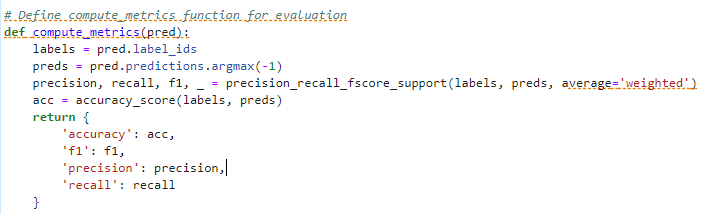 # Define compute_metrics function for evaluation
def compute_metrics(pred):
    labels = pred.label_ids
    preds = pred.predictions.argmax(-1)
    precision, recall, f1, _ = precision_recall_fscore_support(labels, preds, average='weighted')
    acc = accuracy_score(labels, preds)
    return {
        'accuracy': acc,
        'f1': f1,
        'precision': precision,
        'recall': recall
    }